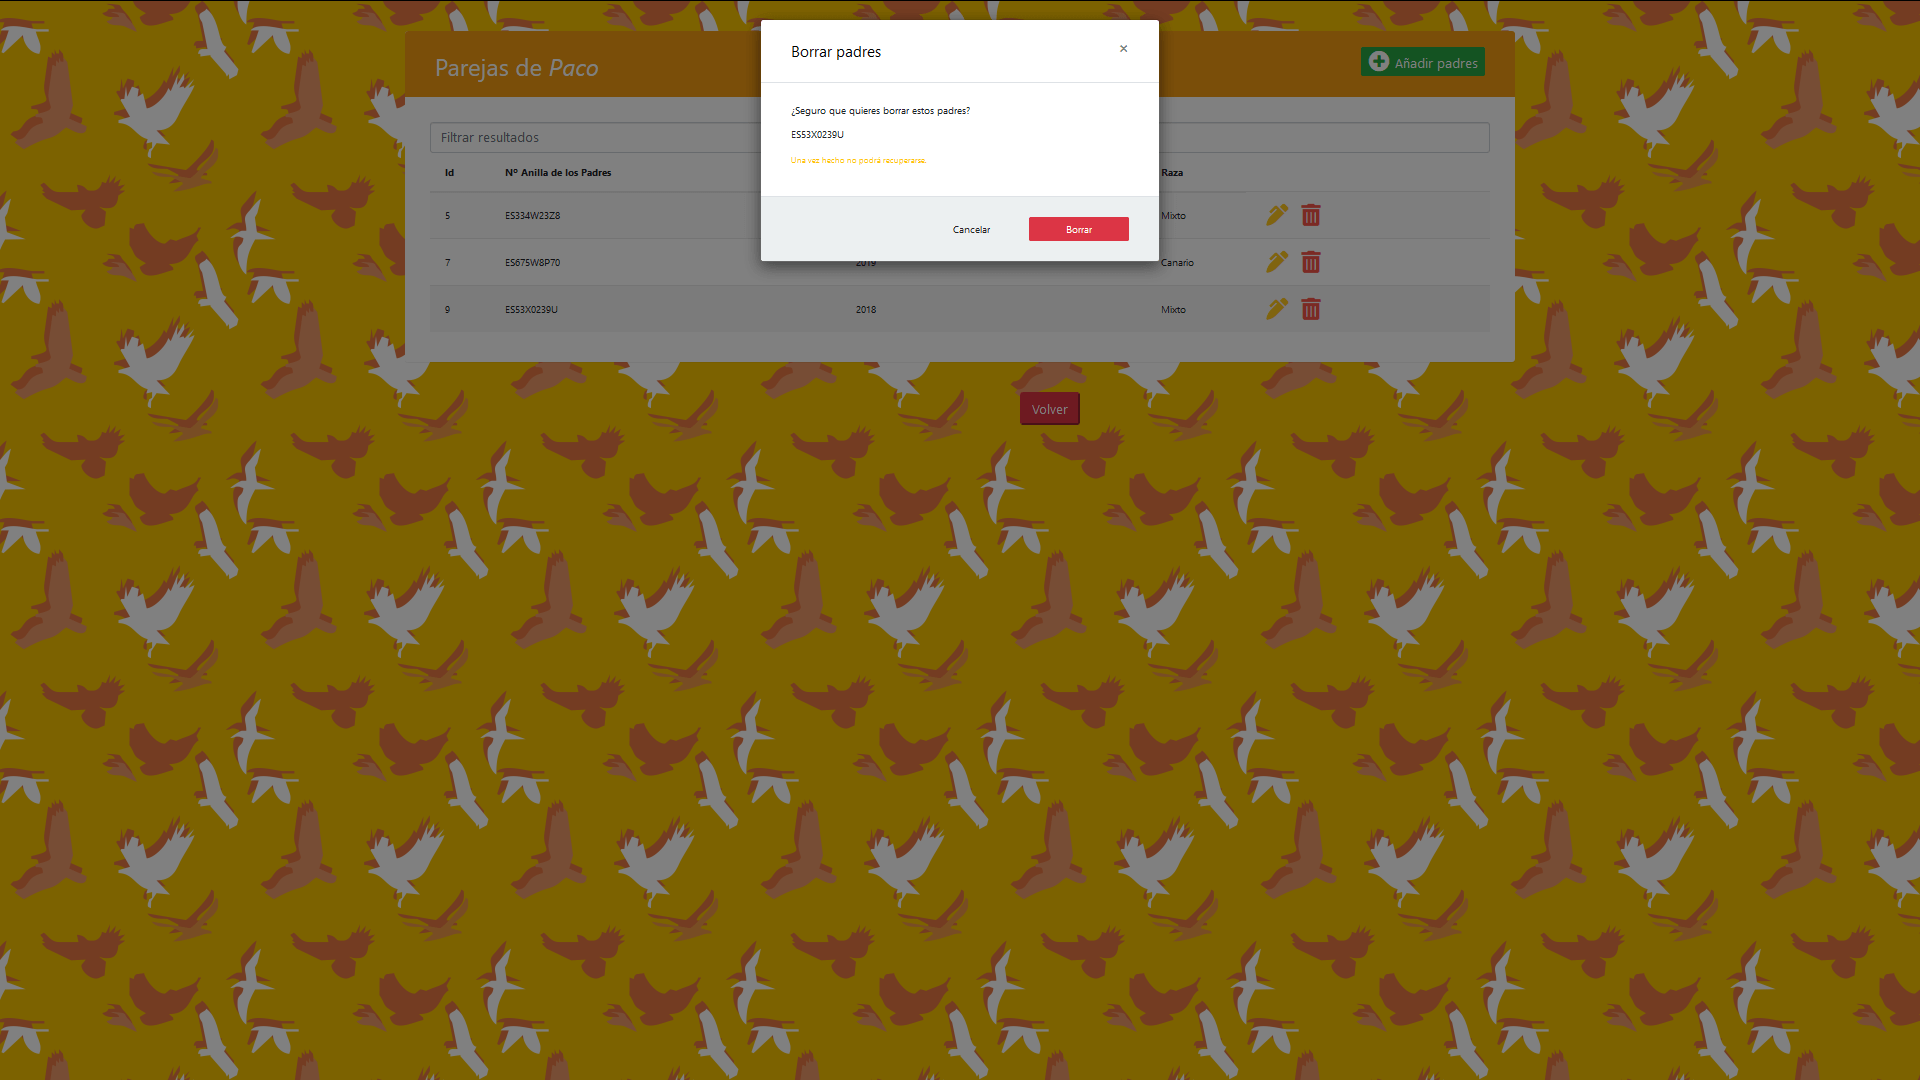 Borrar padres
×
¿Seguro que quieres borrar estos padres?
ES53X0239U
Una vez hecho no podrá recuperarse.
Cancelar
Borrar
Parejas de Paco
Añadir padres
Filtrar resultados
Id
Nº Anilla de los Padres
Raza
5
ES334W23Z8
Mixto
7
ES675W8P70
2019
Canario
9
ES53X0239U
2018
Mixto
Volver